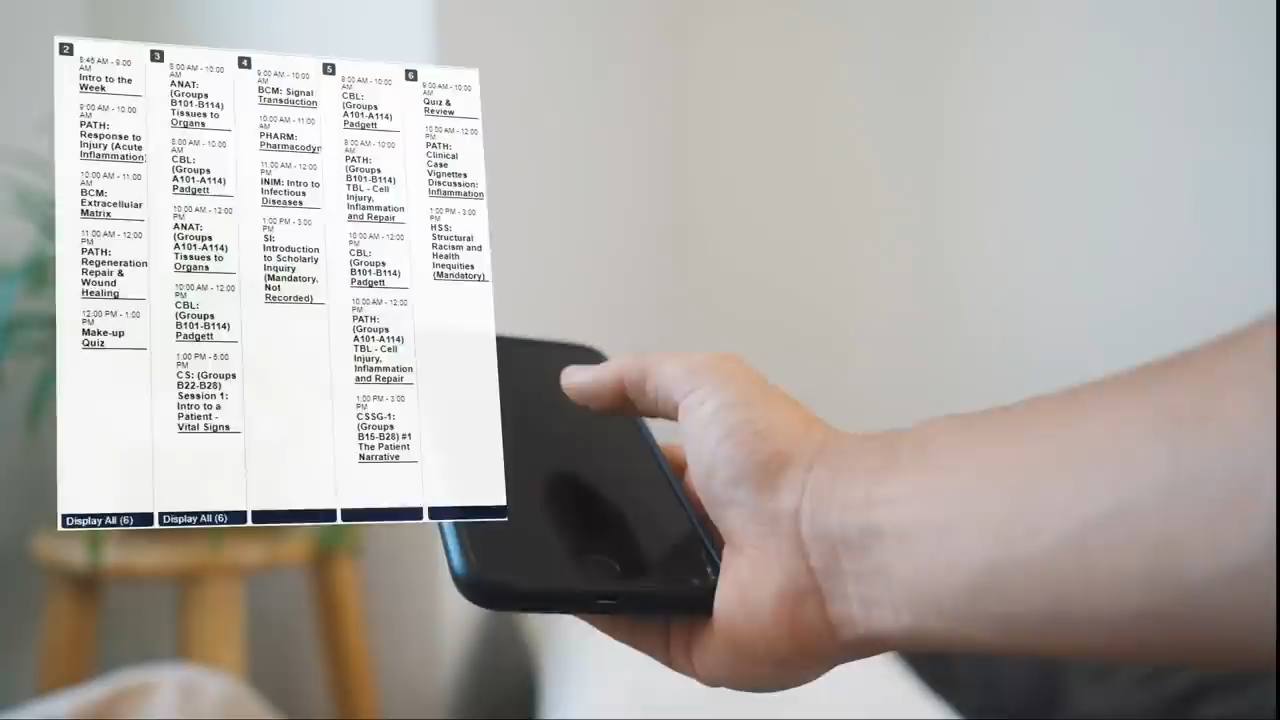 2
8:45 AM - 9:00
AM
Intro to the
Week
9:00 AM - 10:00
AM
PATH:
Response to
Injury (Acute
Inflammation)
10:00 AM - 11:00
AM
BCM:
Extracellular
Matrix
11:00 AM - 12:00
PM
PATH:
Regeneration
Repair &
Wound
Healing
12:00 PM - 1:00
PM
Make-up
Quiz
Display All (6)
3
8:00 AM - 10:00
AM
ANAT:
(Groups
B101-B114)
Tissues to
Organs
8:00 AM - 10:00
AM
CBL:
(Groups
A101-A114)
Padgett
10:00 AM - 12:00
PM
ANAT:
(Groups
A101-A114)
Tissues to
Organs
10:00 AM - 12:00
PM
CBL:
(Groups
B101-B114)
Padgett
1:00 PM - 5:00
PM
CS: (Groups
B22-B28)
Session 1:
Intro to a
Patient -
Vital Signs
Display All (6)
4
9:00 AM - 10:00
AM
BCM: Signal
Transduction
10:00 AM - 11:00
AM
PHARM:
Pharmacodyn
11:00 AM - 12:00
PM
INIM: Intro to
Infectious
Diseases
1:00 PM - 3:00
PM
SI:
Introduction
to Scholarly
Inquiry
(Mandatory.
Not
Recorded)
5
8:00 AM - 10:00
AM
CBL:
(Groups
A101-A114)
Padgett
8:00 AM - 10:00
AM
PATH:
(Groups
B101-B114)
TBL - Cell
Injury,
Inflammation
and Repair
10:00 AM - 12:00
PM
CBL:
(Groups
B101-B114)
Padgett
10:00 AM - 12:00
PM
PATH:
(Groups
A101-A114)
TBL - Cell
Injury,
Inflammation
and Repair
1:00 PM - 3:00
PM
CSSG-1:
(Groups
B15-B28) #1
The Patient
Narrative
6
9:00 AM - 10:00
AM
Quiz &
Review
10:00 AM - 12:00
PM
PATH:
Clinical
Case
Vignettes
Discussion:
Inflammation
1:00 PM - 3:00
PM
HSS:
Structural
Racism and
Health
Inequities
(Mandatory)